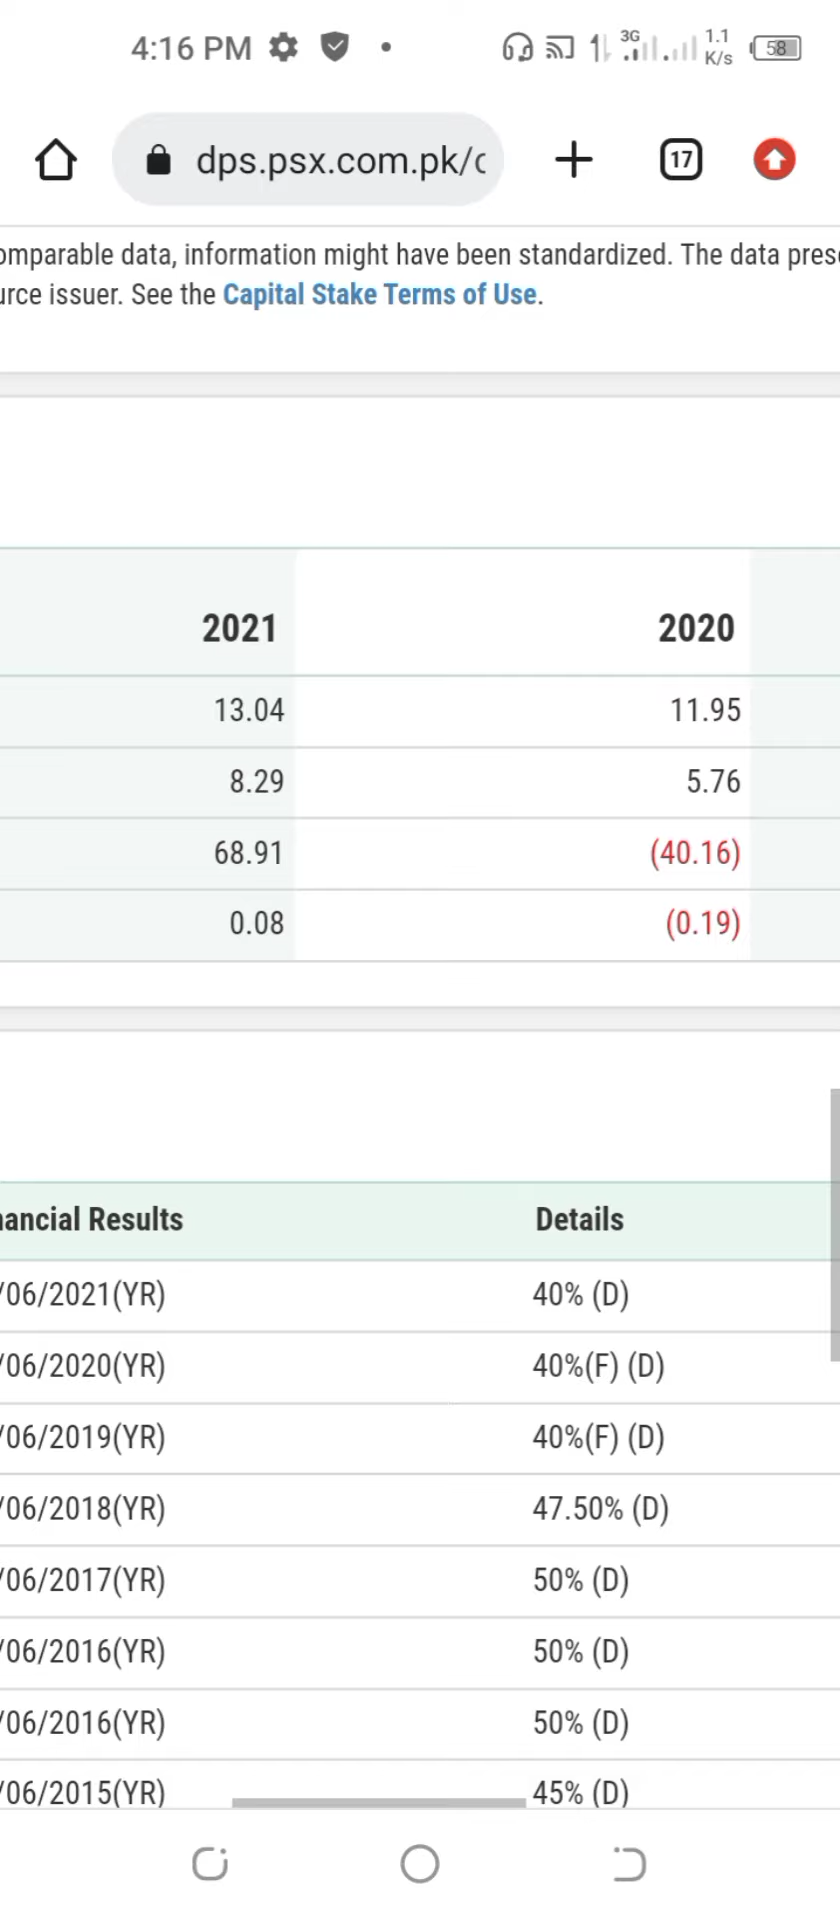 4:16 PM
3G
1.1
K/s
58
dps.psx.com.pk/c
17
omparable data, information might have been standardized. The data pres
urce issuer. See the Capital Stake Terms of Use.
2021 2020
13.04 11.95
8.29 5.76
68.91 (40.16)
0.08 (0.19)
nancial Results Details
/06/2021(YR) 40% (D)
/06/2020(YR) 40%(F) (D)
/06/2019(YR) 40%(F) (D)
/06/2018(YR) 47.50% (D)
/06/2017(YR) 50% (D)
/06/2016(YR) 50% (D)
/06/2016(YR) 50% (D)
/06/2015(YR) 45% (D)